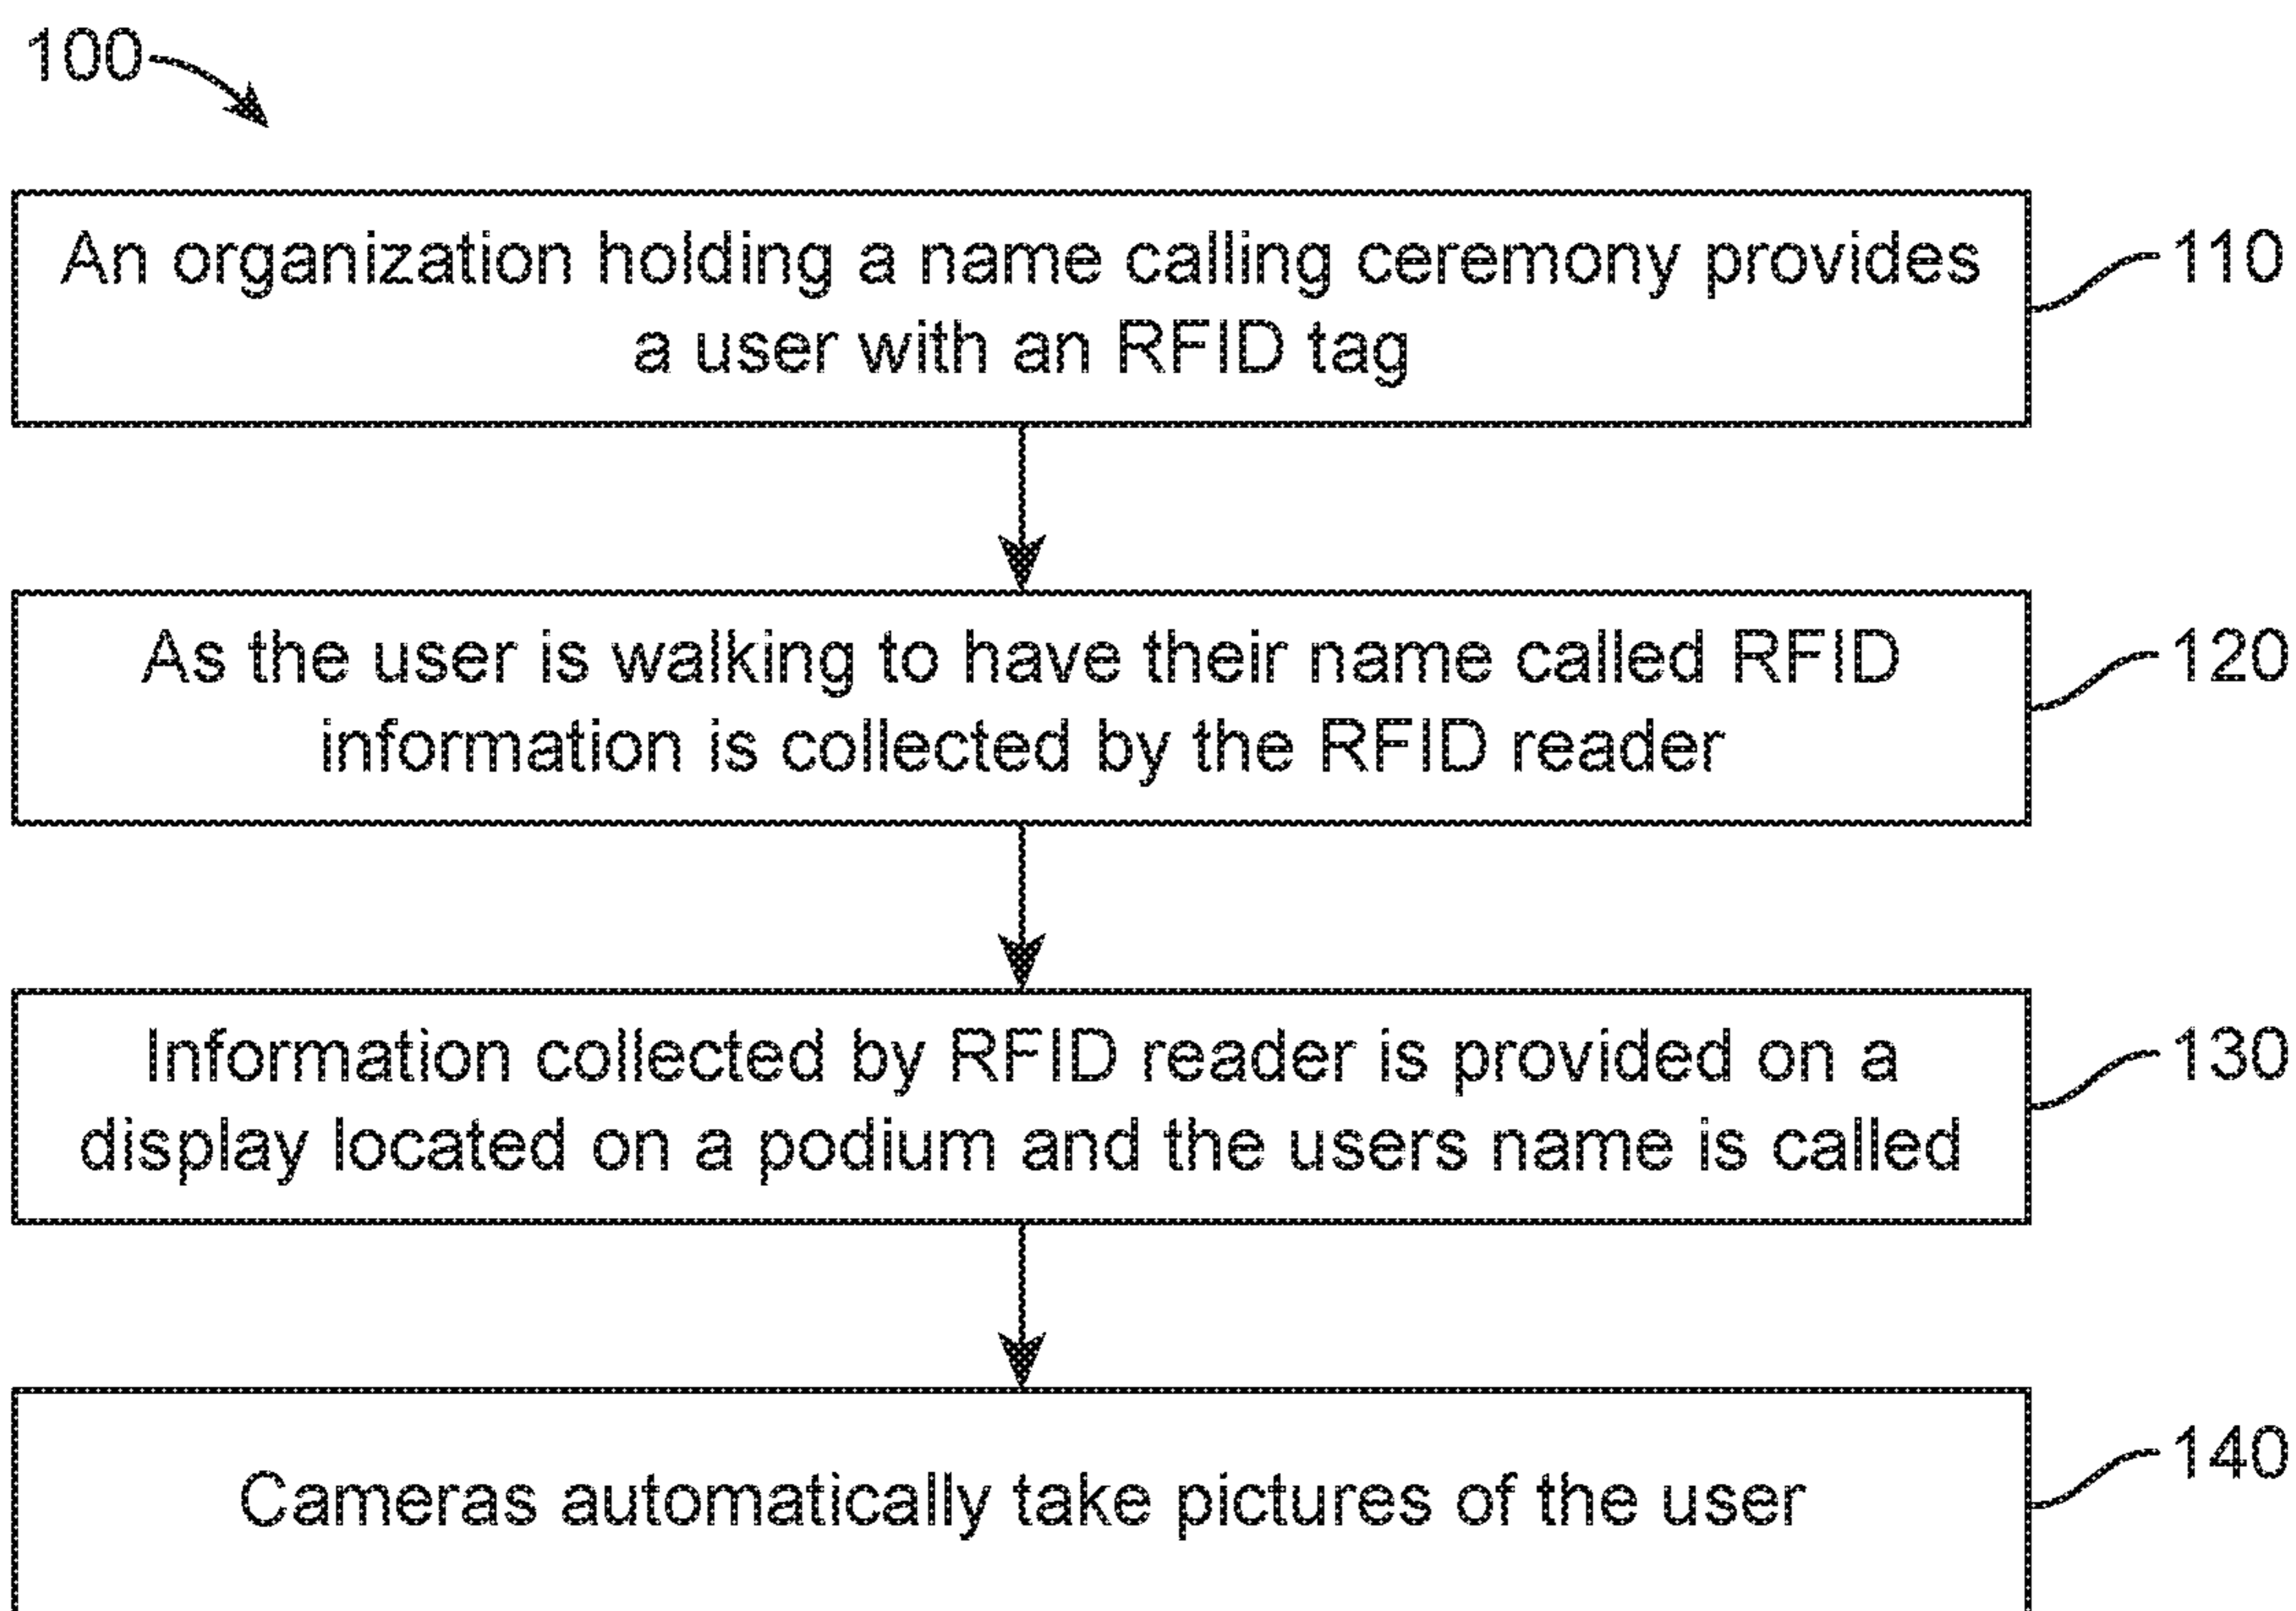 100
An organization holding a name calling ceremony provides
a user with an RFID tag
110
As the user is walking to have their name called RFID
information is collected by the RFID reader
120
Information collected by RFID reader is provided on a
display located on a podium and the users name is called
130
Cameras automatically take pictures of the user
140